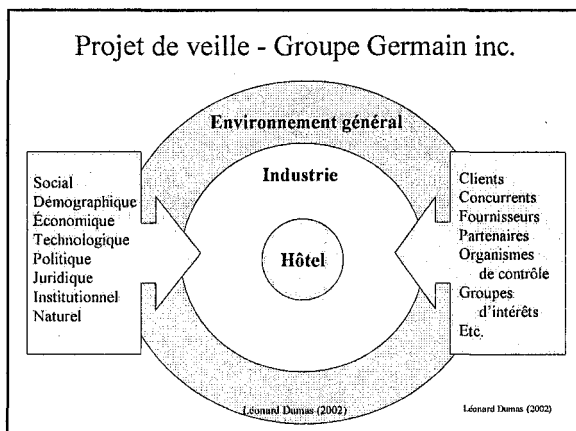 Projet de veille - Groupe Germain inc.
Environnement général
Industrie
Hôtel
Social
Démographique
Économique
Technologique
Politique
Juridique
Institutionnel
Naturel
Clients
Concurrents
Fournisseurs
Partenaires
Organismes
de contrôle
Groupes
d'intérêts
Etc.
Léonard Dumas (2002)
Léonard Dumas (2002)